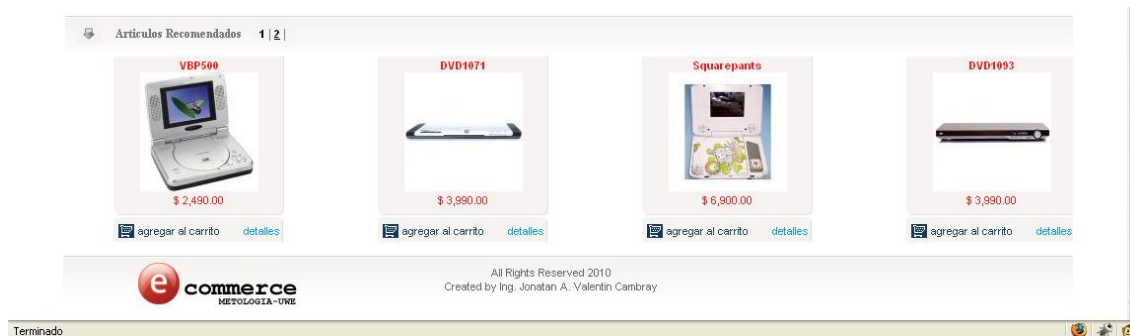 Articulos Recomendados 1 | 2 |
VBP500 DVD1071 Squarepants DVD1093
$ 2,490.00 $ 3,990.00 $ 6,900.00 $ 3,990.00
agregar al carrito detalles agregar al carrito detalles agregar al carrito detalles agregar al carrito detalles
e commerce
METOLOGIA-UWE
All Rights Reserved 2010
Created by Ing. Jonatan A. Valentin Cambray
Terminado